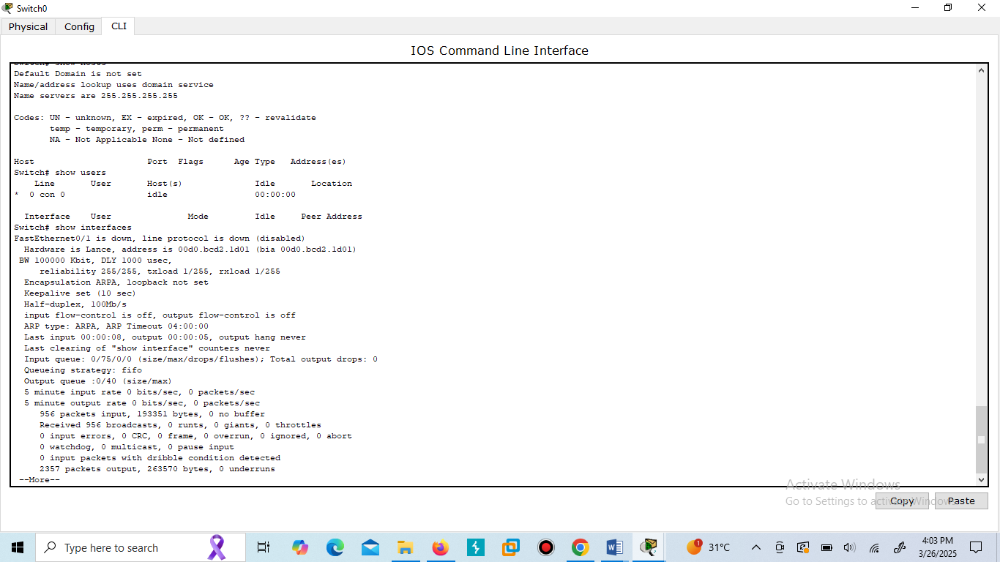 Switch0
Physical Config CLI
IOS Command Line Interface
Switch# show hosts
Default Domain is not set
Name/address lookup uses domain service
Name servers are 255.255.255.255
Codes: UN - unknown, EX - expired, OK - OK, ?? - revalidate
temp - temporary, perm - permanent
NA - Not Applicable None - Not defined
Host Port Flags Age Type Address(es)
Switch# show users
Line User Host(s) Idle Location
* 0 con 0 idle 00:00:00
Interface User Mode Idle Peer Address
Switch# show interfaces
FastEthernet0/1 is down, line protocol is down (disabled)
Hardware is Lance, address is 00d0.bcd2.1d01 (bia 00d0.bcd2.1d01)
BW 100000 Kbit, DLY 1000 usec,
reliability 255/255, txload 1/255, rxload 1/255
Encapsulation ARPA, loopback not set
Keepalive set (10 sec)
Half-duplex, 100Mb/s
input flow-control is off, output flow-control is off
ARP type: ARPA, ARP Timeout 04:00:00
Last input 00:00:08, output 00:00:05, output hang never
Last clearing of "show interface" counters never
Input queue: 0/75/0/0 (size/max/drops/flushes); Total output drops: 0
Queueing strategy: fifo
Output queue :0/40 (size/max)
5 minute input rate 0 bits/sec, 0 packets/sec
5 minute output rate 0 bits/sec, 0 packets/sec
956 packets input, 193351 bytes, 0 no buffer
Received 956 broadcasts, 0 runts, 0 giants, 0 throttles
0 input errors, 0 CRC, 0 frame, 0 overrun, 0 ignored, 0 abort
0 watchdog, 0 multicast, 0 pause input
0 input packets with dribble condition detected
2357 packets output, 263570 bytes, 0 underruns
--More--
Activate Windows
Go to Settings to activate Windows.
Copy Paste
Type here to search
1
31°C
4:03 PM
3/26/2025